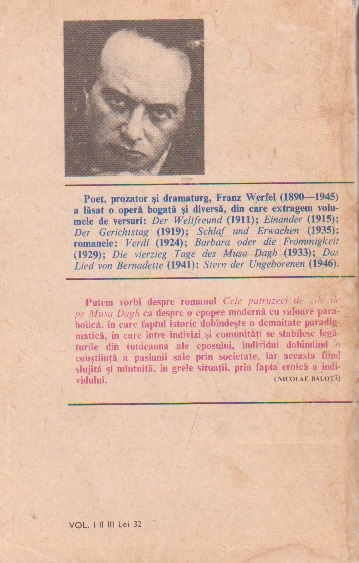 Poet, prozator și dramaturg, Franz Werfel (1890—1945)
a lăsat o operă bogată și diversă, din care extragem volu-
mele de versuri: Der Weltfreund (1911); Einander (1915);
Der Gerichtstag (1919); Schlaf und Erwachen (1935);
romanele: Verdi (1924); Barbara oder die Frömmigkeit
(1929); Die vierzig Tage des Musa Dagh (1933); Das
Lied von Bernadette (1941); Stern der Ungeborenen (1946).
Putem vorbi despre romanul Cele patruzeci de zile de
pe Musa Dagh ca despre o epopee modernă cu valoare para-
bolică, în care faptul istoric dobîndește o demnitate paradig-
matică, în care între indivizi și comunități se stabilesc legă-
turile din totdeauna ale eposului, individul dobîndind o
conștiință a pasiunii sale prin societate, iar aceasta fiind
slujită și mîntuită, în grele situații, prin fapta eroică a indi-
vidului.
(NICOLAE BALOTĂ)
VOL. I II III Lei 32